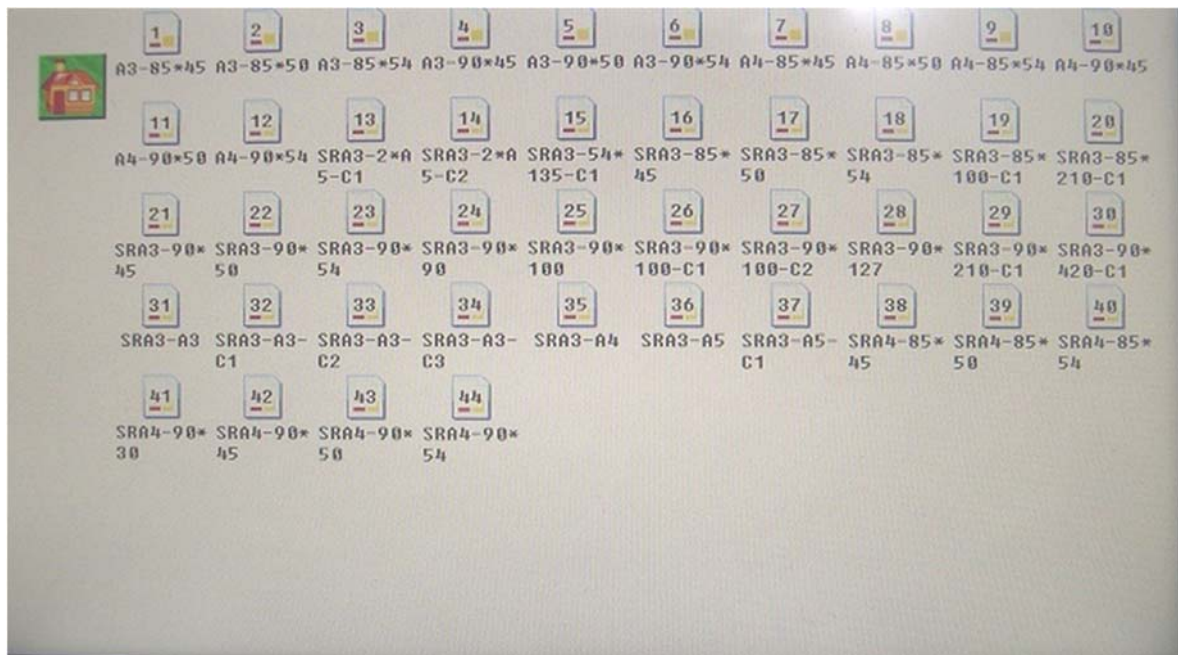 1 2 3 4 5 6 7 8 9 10
A3-85*45 A3-85*50 A3-85*54 A3-90*45 A3-90*50 A3-90*54 A4-85*45 A4-85*50 A4-85*54 A4-90*45
11 12 13 14 15 16 17 18 19 20
A4-90*50 A4-90*54 SRA3-2*A SRA3-2*A SRA3-54* SRA3-85* SRA3-85* SRA3-85* SRA3-85* SRA3-85*
5-C1 5-C2 135-C1 45 50 54 100-C1 210-C1
21 22 23 24 25 26 27 28 29 30
SRA3-90* SRA3-90* SRA3-90* SRA3-90* SRA3-90* SRA3-90* SRA3-90* SRA3-90* SRA3-90* SRA3-90*
45 50 54 90 100 100-C1 100-C2 127 210-C1 420-C1
31 32 33 34 35 36 37 38 39 40
SRA3-A3 SRA3-A3- SRA3-A3- SRA3-A3- SRA3-A4 SRA3-A5 SRA3-A5- SRA4-85* SRA4-85* SRA4-85*
C1 C2 C3 C1 45 50 54
41 42 43 44
SRA4-90* SRA4-90* SRA4-90* SRA4-90*
30 45 50 54